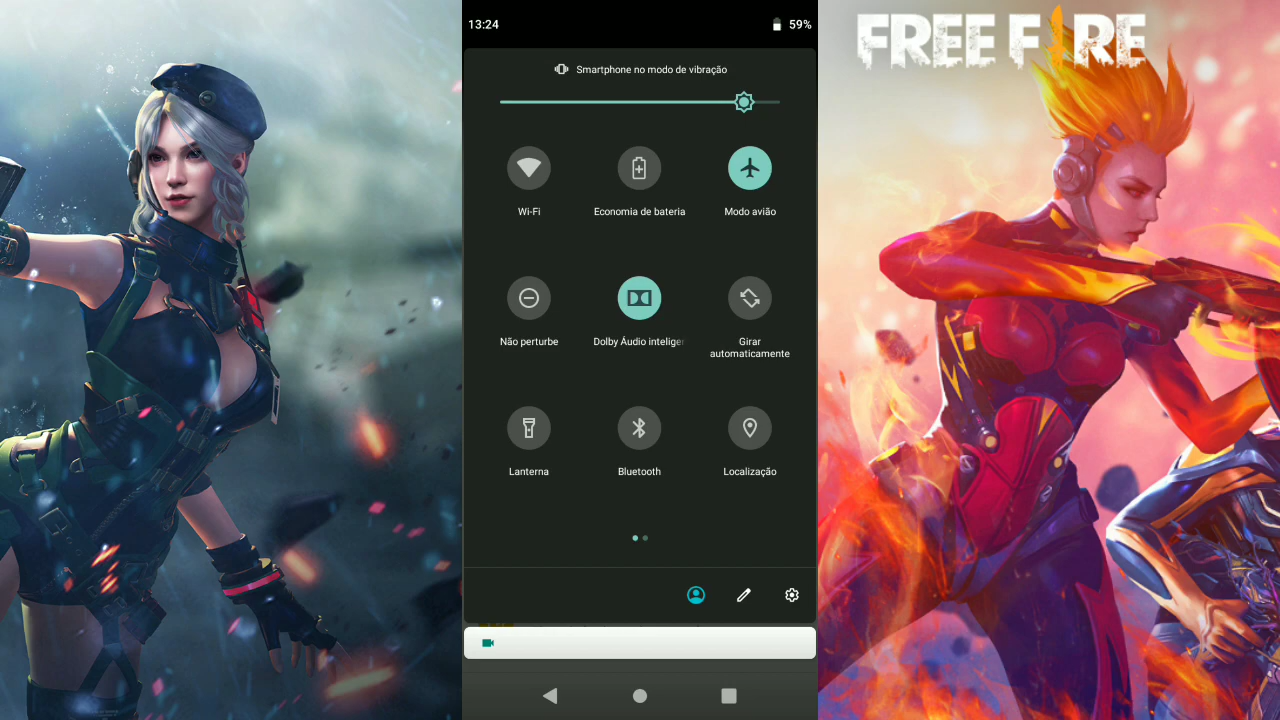 13:24
59%
FREE FIRE
Smartphone no modo de vibração
Wi-Fi
Economia de bateria
Modo avião
Não perturbe
Dolby Áudio inteliger
Girar
automaticamente
Lanterna
Bluetooth
Localização